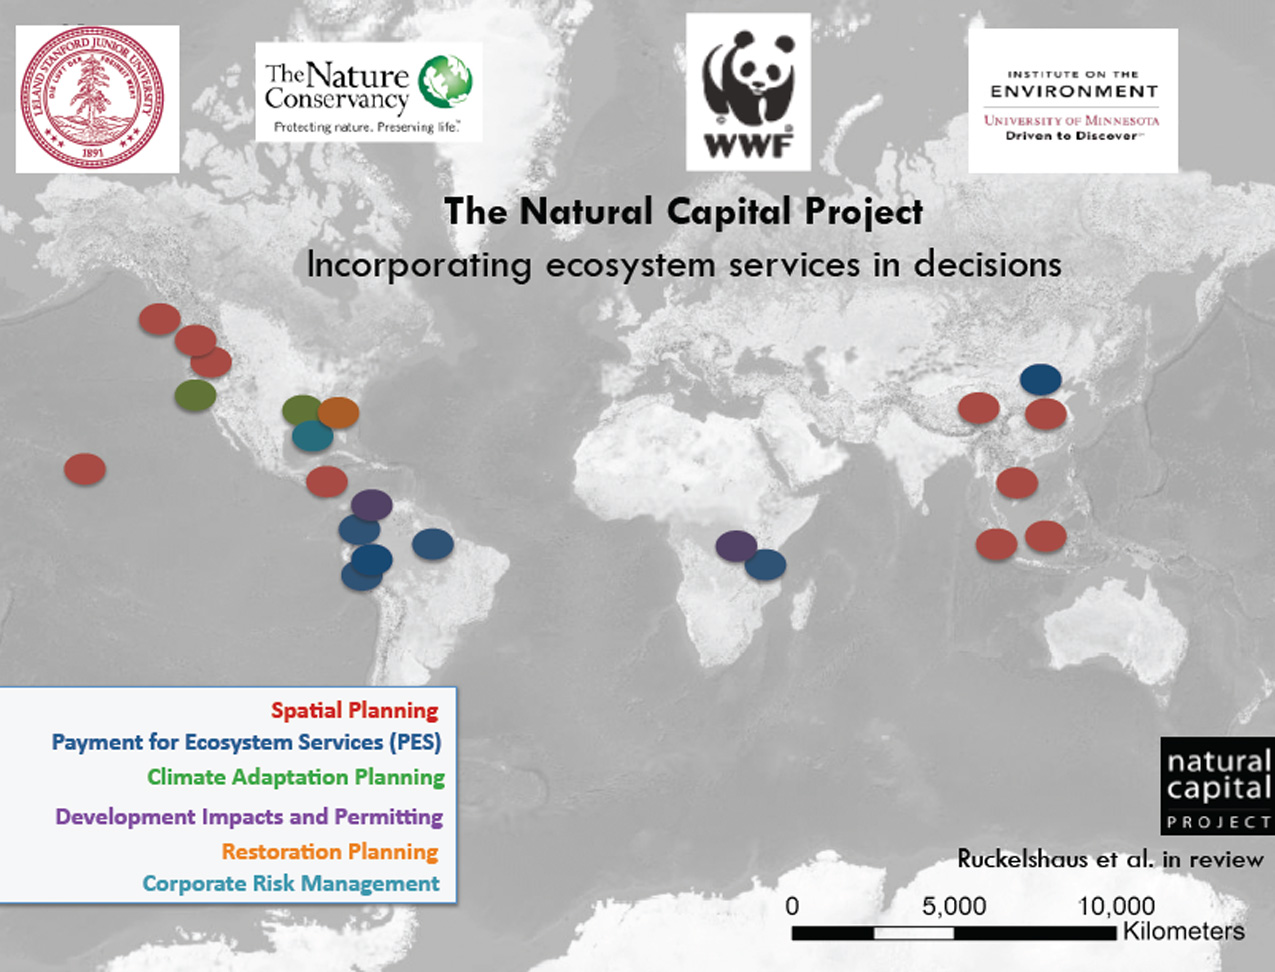 LELAND STANFORD JUNIOR UNIVERSITY
DIE LUFT DER FREIHEIT WEHT
1891
The Nature
Conservancy
Protecting nature. Preserving life.™
WWF
®
INSTITUTE ON THE
ENVIRONMENT
UNIVERSITY OF MINNESOTA
Driven to Discover℠
The Natural Capital Project
Incorporating ecosystem services in decisions
Spatial Planning
Payment for Ecosystem Services (PES)
Climate Adaptation Planning
Development Impacts and Permitting
Restoration Planning
Corporate Risk Management
natural
capital
PROJECT
Ruckelshaus et al. in review
0 5,000 10,000
Kilometers